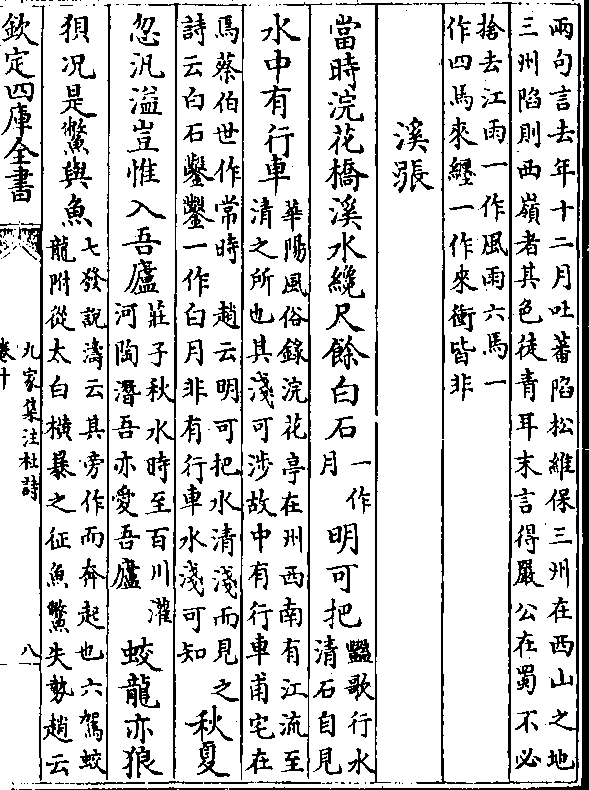 兩句言去年十二月吐蕃陷松維保三州在西山之地
三州陷則西嶺者其色徒青耳末言得嚴公在蜀不必
捨去江雨一作風雨六馬一
作四馬來經一作來衝皆非
溪張
當時浣花橋溪水纔尺餘白石一作月明可把豔歌行水清石自見
水中有行車華陽風俗錄浣花亭在州西南有江流至清之所也其淺可涉故中有行車甫宅在
焉蔡伯世作常時 趙云明可把水清淺而見之
詩云白石鑿鑿一作白月非有行車水淺可知秋夏
忽汎溢豈惟入吾廬莊子秋水時至百川灌河陶潛吾亦愛吾廬蛟龍亦狼
狽况是鱉與魚七發說濤云其旁作而奔起也六駕蛟龍附從太白横暴之征魚鱉失勢趙云
欽定四庫全書
九家集注杜詩
卷十
八